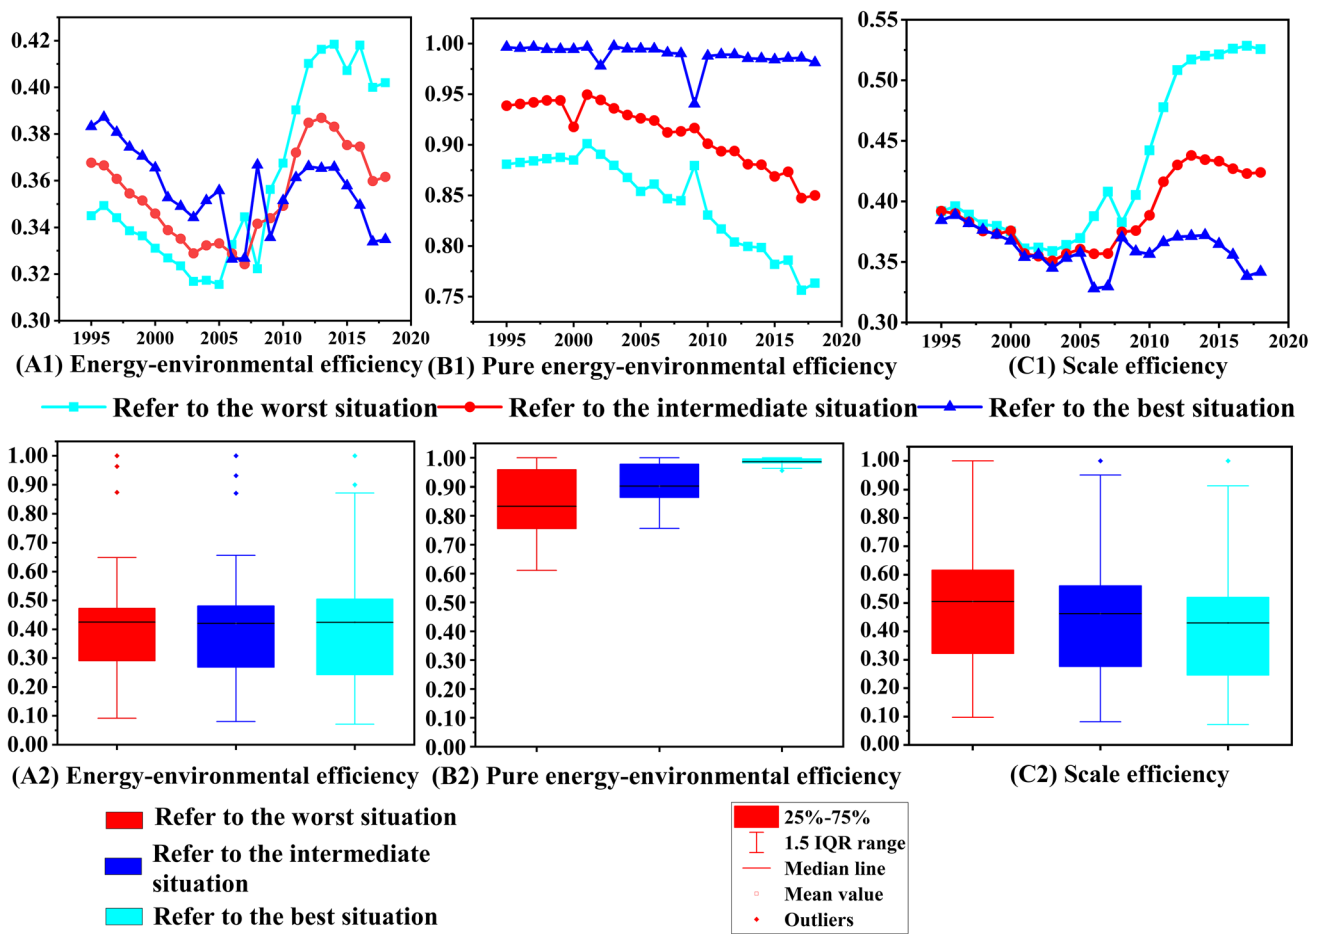 0.42
0.40
0.38
0.36
0.34
0.32
0.30
1995 2000 2005 2010 2015 2020
(A1) Energy-environmental efficiency
1.00
0.95
0.90
0.85
0.80
0.75
1995 2000 2005 2010 2015 2020
(B1) Pure energy-environmental efficiency
0.55
0.50
0.45
0.40
0.35
0.30
1995 2000 2005 2010 2015 2020
(C1) Scale efficiency
Refer to the worst situation Refer to the intermediate situation Refer to the best situation
1.00
0.90
0.80
0.70
0.60
0.50
0.40
0.30
0.20
0.10
0.00
(A2) Energy-environmental efficiency
1.00
0.90
0.80
0.70
0.60
0.50
0.40
0.30
0.20
0.10
0.00
(B2) Pure energy-environmental efficiency
1.00
0.90
0.80
0.70
0.60
0.50
0.40
0.30
0.20
0.10
0.00
(C2) Scale efficiency
Refer to the worst situation
Refer to the intermediate
situation
Refer to the best situation
25%-75%
1.5 IQR range
Median line
Mean value
Outliers